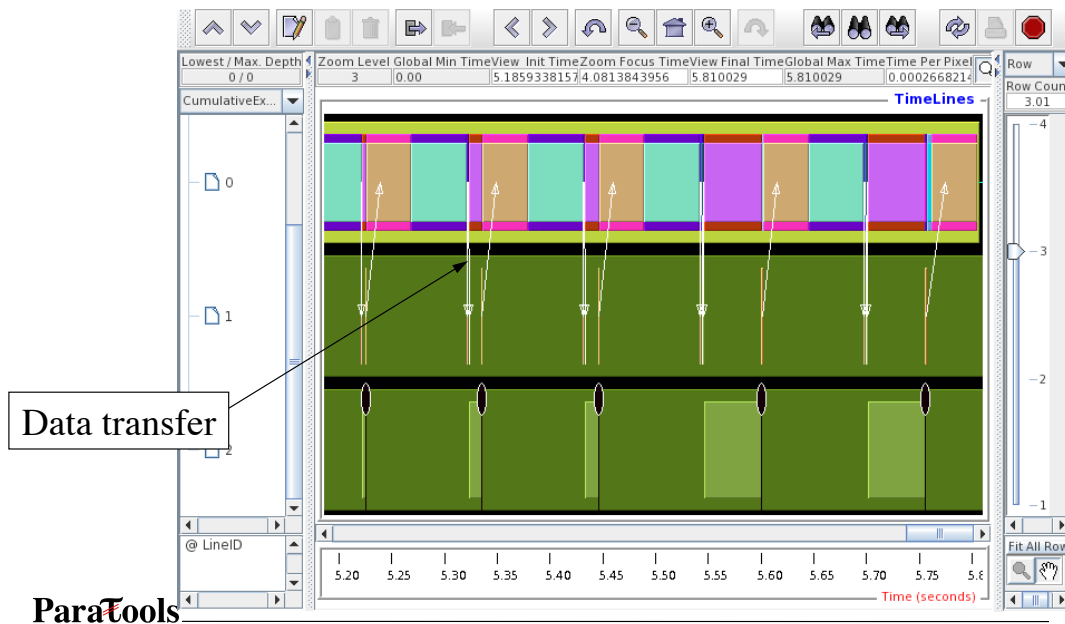 Lowest / Max. Depth
0 / 0
Zoom Level
3
Global Min Time
0.00
View Init Time
5.1859338157
Zoom Focus Time
4.0813843956
View Final Time
5.810029
Global Max Time
5.810029
Time Per Pixel
0.0002668214
Row
Row Coun
3.01
CumulativeEx...
TimeLines
0
1
2
4
3
2
1
Data transfer
@ LineID
5.20 5.25 5.30 5.35 5.40 5.45 5.50 5.55 5.60 5.65 5.70 5.75 5.8
Time (seconds)
Fit All Row
ParaTools